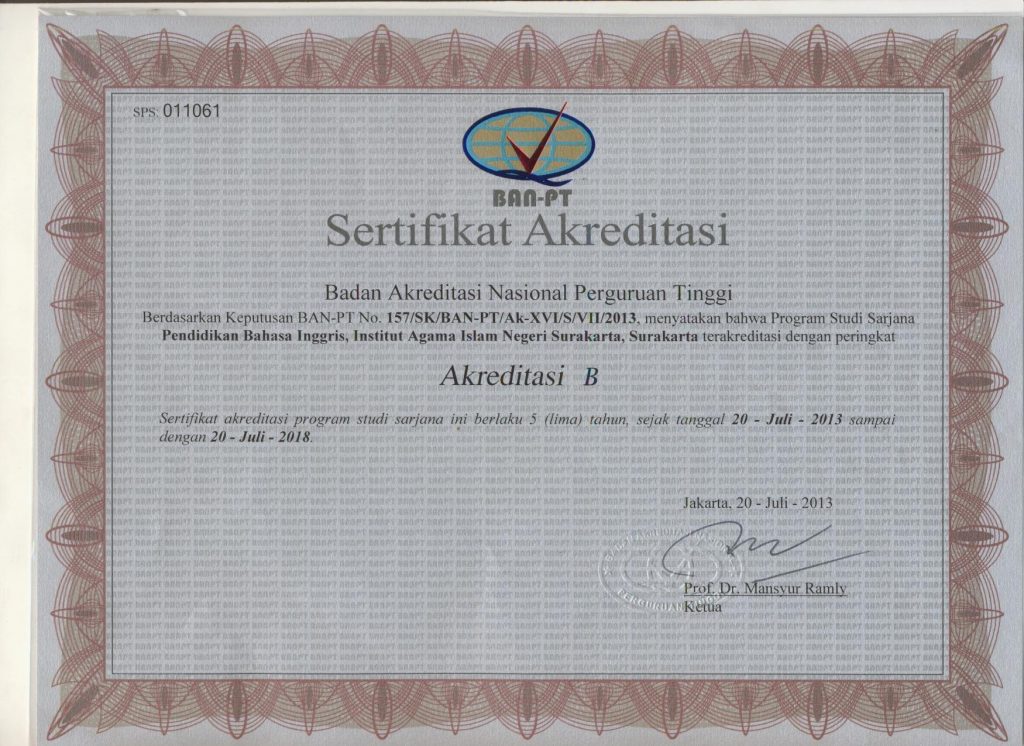 SPS: 011061
BAN-PT
Sertifikat Akreditasi
Badan Akreditasi Nasional Perguruan Tinggi
Berdasarkan Keputusan BAN-PT No. 157/SK/BAN-PT/Ak-XVI/S/VII/2013, menyatakan bahwa Program Studi Sarjana
Pendidikan Bahasa Inggris, Institut Agama Islam Negeri Surakarta, Surakarta terakreditasi dengan peringkat
Akreditasi B
Sertifikat akreditasi program studi sarjana ini berlaku 5 (lima) tahun, sejak tanggal 20 - Juli - 2013 sampai
dengan 20 - Juli - 2018.
Jakarta, 20 - Juli - 2013
Prof. Dr. Mansyur Ramly
Ketua